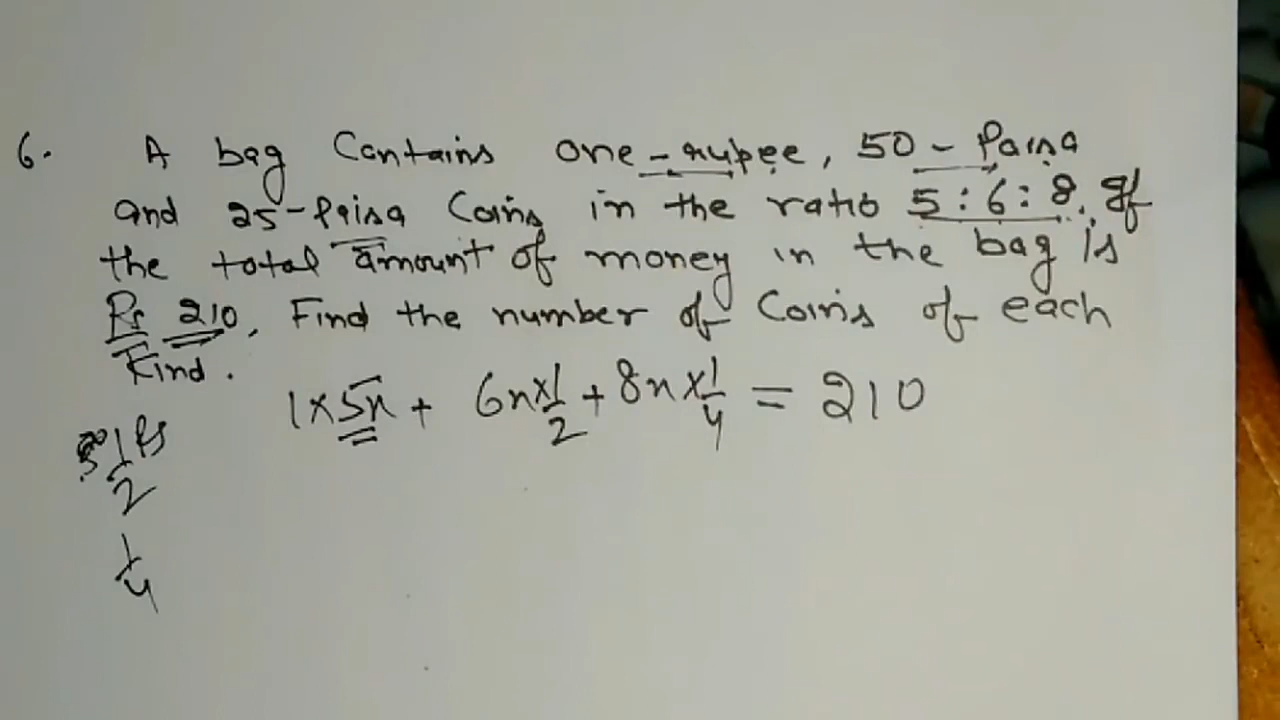 6. A bag Contains one-rupee, 50-Paisa
and 25-Paisa Coins in the ratio 5:6:8. If
the total amount of money in the bag is
Rs 210, Find the number of Coins of each
Kind.
1×5x + 6x×1/2 + 8x×1/4 = 210
1/2 Rs
1/4